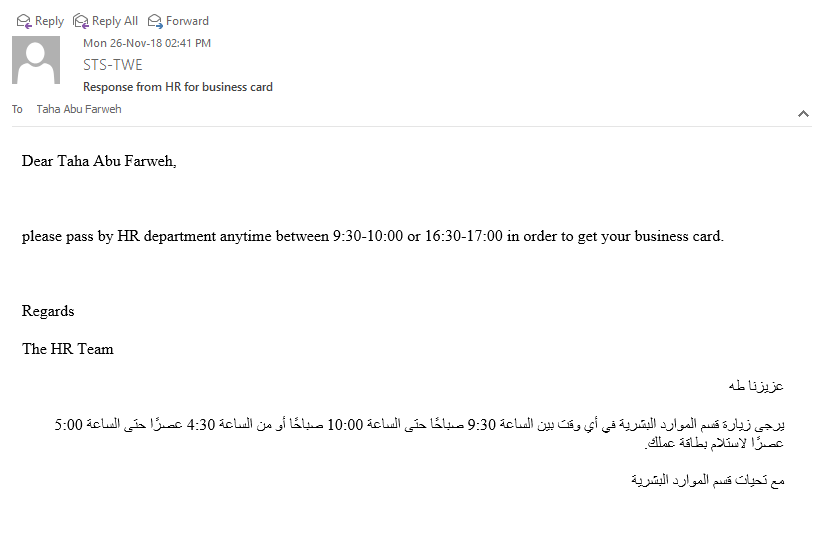 Reply Reply All Forward
Mon 26-Nov-18 02:41 PM
STS-TWE
Response from HR for business card
To Taha Abu Farweh
Dear Taha Abu Farweh,
please pass by HR department anytime between 9:30-10:00 or 16:30-17:00 in order to get your business card.
Regards
The HR Team
عزيزنا طه
يرجى زيارة قسم الموارد البشرية في أي وقت بين الساعة 9:30 صباحًا حتى الساعة 10:00 صباحًا أو من الساعة 4:30 عصرًا حتى الساعة 5:00
عصرًا لاستلام بطاقة عملك.
مع تحيات قسم الموارد البشرية